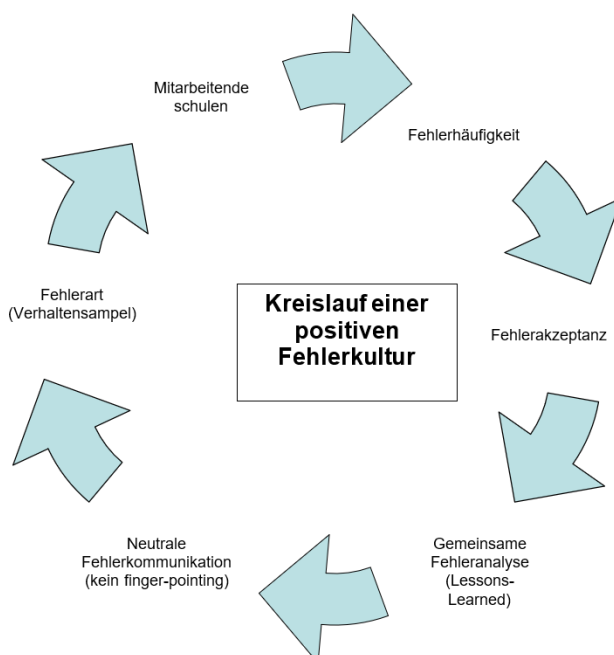 Mitarbeitende
schulen
Fehlerhäufigkeit
Fehlerakzeptanz
Gemeinsame
Fehleranalyse
(Lessons-
Learned)
Neutrale
Fehlerkommunikation
(kein finger-pointing)
Fehlerart
(Verhaltensampel)
Kreislauf einer
positiven
Fehlerkultur